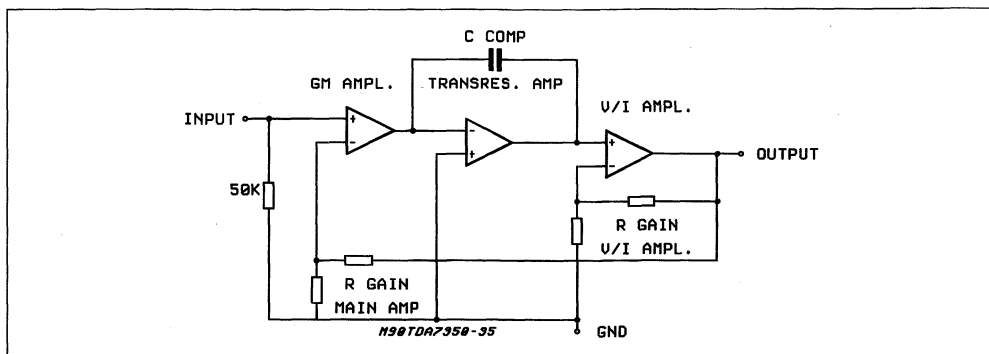 C COMP
GM AMPL.
TRANSRES. AMP
V/I AMPL.
INPUT
+
-
-
+
+
-
OUTPUT
50K
R GAIN
V/I AMPL.
R GAIN
MAIN AMP
M90TDA7350-35
GND